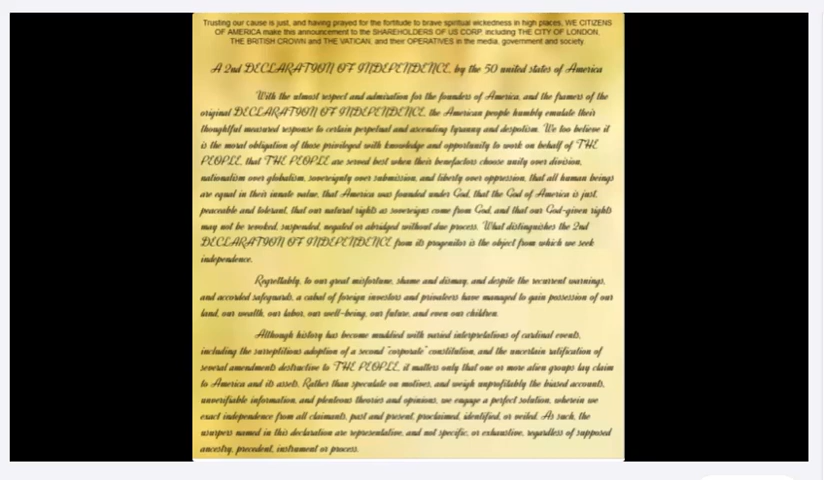 Trusting our cause is just, and having prayed for the fortitude to brave spiritual wickedness in high places, WE CITIZENS
OF AMERICA make this announcement to the SHAREHOLDERS OF US CORP, including THE CITY OF LONDON,
THE BRITISH CROWN and THE VATICAN, and their OPERATIVES in the media, government and society.
A 2nd DECLARATION OF INDEPENDENCE, by the 50 united states of America
With the utmost respect and admiration for the founders of America, and the framers of the
original DECLARATION OF INDEPENDENCE, the American people humbly emulate their
thoughtful measured response to certain perpetual and ascending tyranny and despotism. We too believe it
is the moral obligation of those privileged with knowledge and opportunity to work on behalf of THE
PEOPLE, that THE PEOPLE are served best when their benefactors choose unity over division,
nationalism over globalism, sovereignty over submission, and liberty over oppression, that all human beings
are equal in their innate value, that America was founded under God, that the God of America is just,
peaceable and tolerant, that our natural rights as sovereigns come from God, and that our God-given rights
may not be revoked, suspended, negated or abridged without due process. What distinguishes the 2nd
DECLARATION OF INDEPENDENCE from its progenitor is the object from which we seek
independence.
Regrettably, to our great misfortune, shame and dismay, and despite the recurrent warnings,
and accorded safeguards, a cabal of foreign investors and privateers have managed to gain possession of our
land, our wealth, our labor, our well-being, our future, and even our children.
Although history has become muddied with varied interpretations of cardinal events,
including the surreptitious adoption of a second "corporate" constitution, and the uncertain ratification of
several amendments destructive to THE PEOPLE, it matters only that one or more alien groups lay claim
to America and its assets. Rather than speculate on motives, and weigh unprofitably the biased accounts,
unverifiable information, and plenteous theories and opinions, we engage a perfect solution, wherein we
exact independence from all claimants, past and present, proclaimed, identified, or veiled. As such, the
usurpers named in this declaration are representative, and not specific, or exhaustive, regardless of supposed
ancestry, precedent, instrument or process.